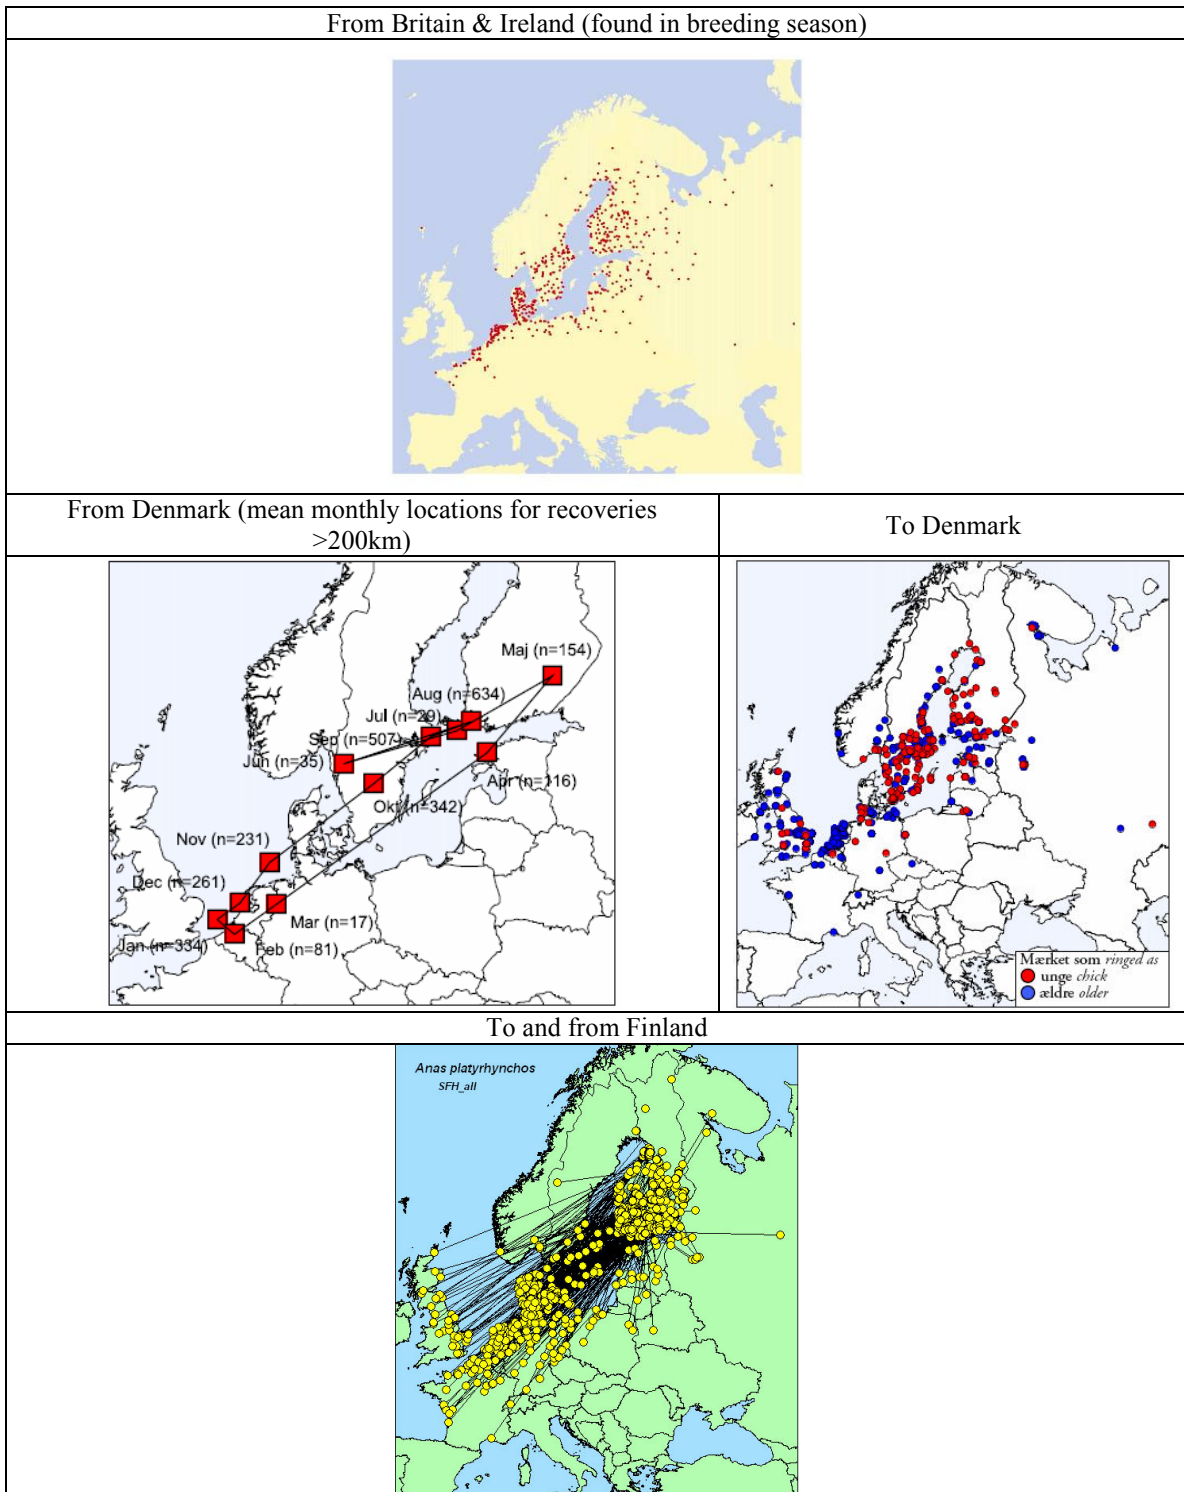 From Britain & Ireland (found in breeding season)
From Denmark (mean monthly locations for recoveries
>200km)
To Denmark
Maj (n=154)
Aug (n=634)
Jul (n=29)
Sep (n=507)
Jun (n=35)
Apr (n=116)
Okt (n=342)
Nov (n=231)
Dec (n=261)
Mar (n=17)
Jan (n=334)
Feb (n=81)
Mærket som ringed as
unge chick
ældre older
To and from Finland
Anas platyrhynchos
SFH_all